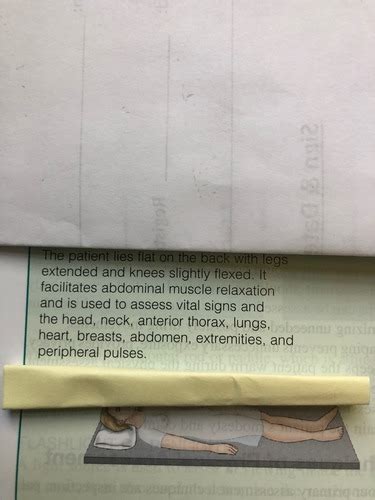 The patient lies flat on the back with legs
extended and knees slightly flexed. It
facilitates abdominal muscle relaxation
and is used to assess vital signs and
the head, neck, anterior thorax, lungs,
heart, breasts, abdomen, extremities, and
peripheral pulses.